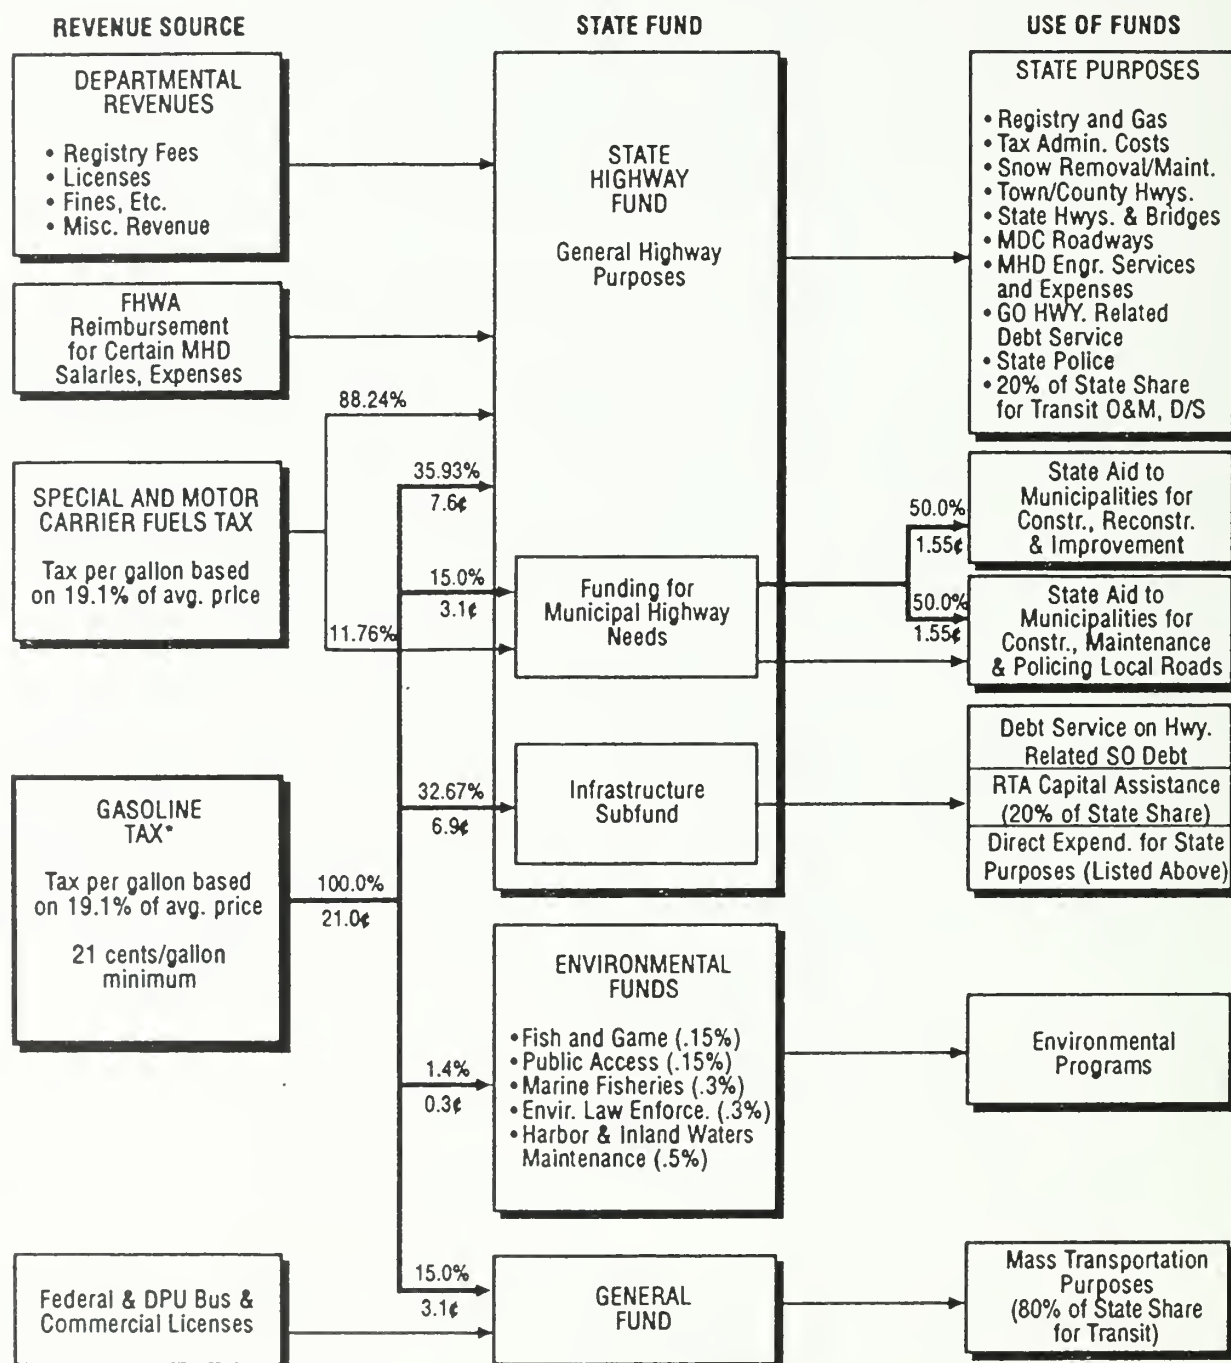 REVENUE SOURCE
STATE FUND
USE OF FUNDS
DEPARTMENTAL
REVENUES
• Registry Fees
• Licenses
• Fines, Etc.
• Misc. Revenue
FHWA
Reimbursement
for Certain MHD
Salaries, Expenses
SPECIAL AND MOTOR
CARRIER FUELS TAX
Tax per gallon based
on 19.1% of avg. price
GASOLINE
TAX*
Tax per gallon based
on 19.1% of avg. price
21 cents/gallon
minimum
Federal & DPU Bus &
Commercial Licenses
88.24%
35.93%
7.6¢
15.0%
3.1¢
11.76%
32.67%
6.9¢
100.0%
21.0¢
1.4%
0.3¢
15.0%
3.1¢
STATE
HIGHWAY
FUND
General Highway
Purposes
Funding for
Municipal Highway
Needs
Infrastructure
Subfund
ENVIRONMENTAL
FUNDS
• Fish and Game (.15%)
• Public Access (.15%)
• Marine Fisheries (.3%)
• Envir. Law Enforce. (.3%)
• Harbor & Inland Waters
Maintenance (.5%)
GENERAL
FUND
50.0%
1.55¢
50.0%
1.55¢
STATE PURPOSES
• Registry and Gas
• Tax Admin. Costs
• Snow Removal/Maint.
• Town/County Hwys.
• State Hwys. & Bridges
• MDC Roadways
• MHD Engr. Services
and Expenses
• GO HWY. Related
Debt Service
• State Police
• 20% of State Share
for Transit O&M, D/S
State Aid to
Municipalities for
Constr., Reconstr.
& Improvement
State Aid to
Municipalities for
Constr., Maintenance
& Policing Local Roads
Debt Service on Hwy.
Related SO Debt
RTA Capital Assistance
(20% of State Share)
Direct Expend. for State
Purposes (Listed Above)
Environmental
Programs
Mass Transportation
Purposes
(80% of State Share
for Transit)